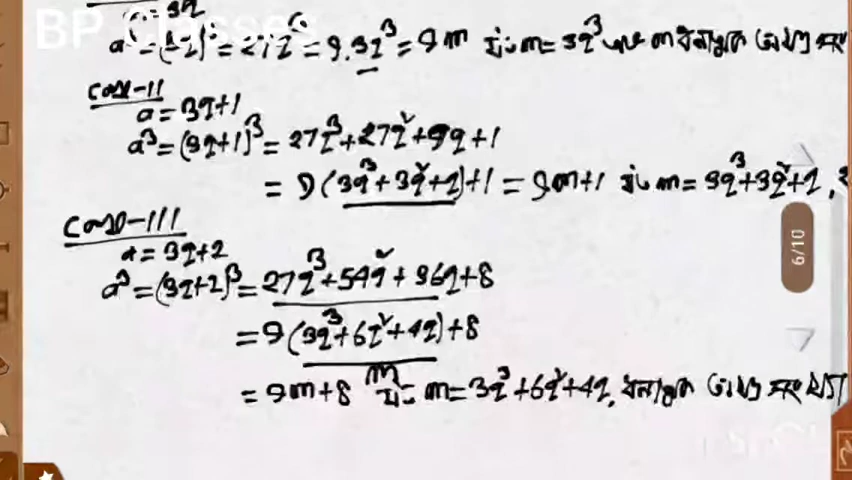 BP Classes
a = 3q
a³ = (3q)³ = 27q³ = 9.3q³ = 9m
m = 3q³
case-II
a = 3q+1
a³ = (3q+1)³ = 27q³+27q²+9q+1
= 9(3q³+3q²+q)+1 = 9m+1 m = 3q³+3q²+q,
case-III
a = 3q+2
a³ = (3q+2)³ = 27q³+54q²+36q+8
= 9(3q³+6q²+4q)+8
m
= 9m+8 m = 3q³+6q²+4q,
6/10